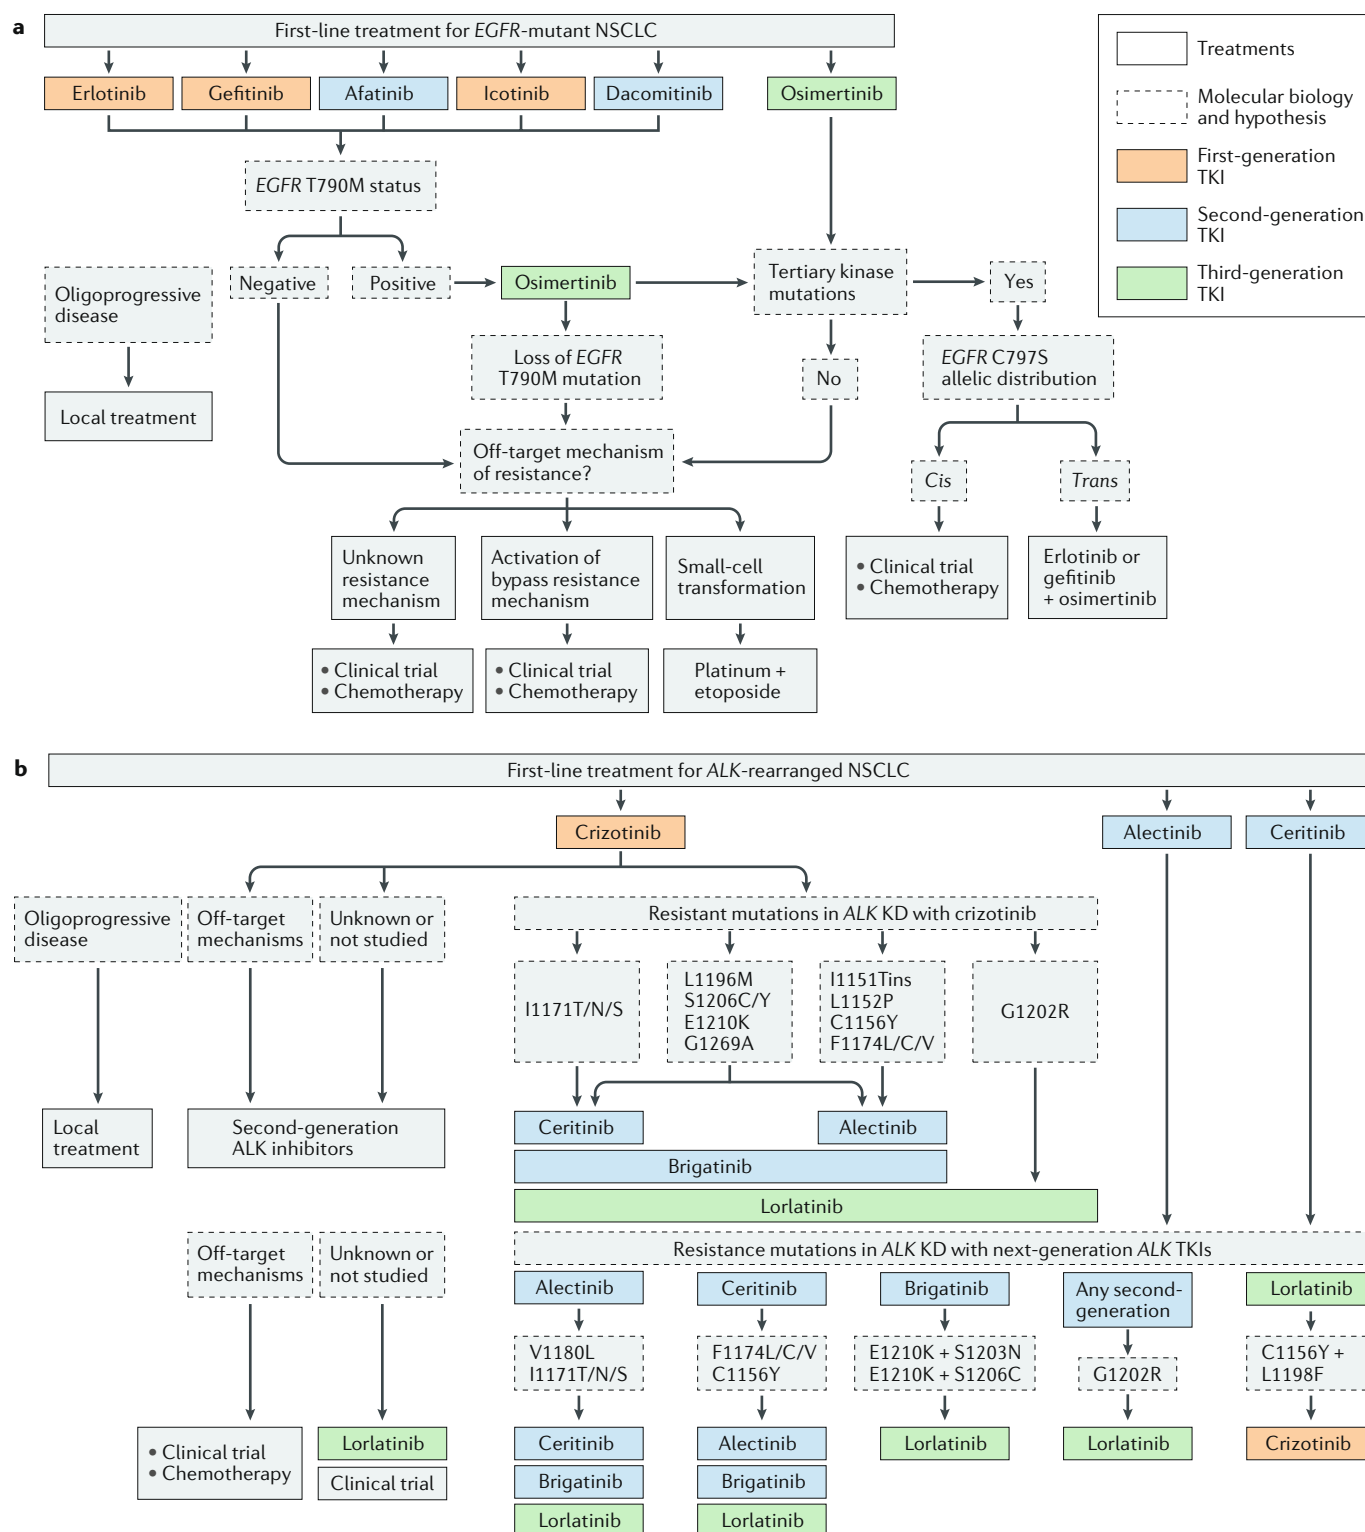 a
First-line treatment for EGFR-mutant NSCLC
Erlotinib
Gefitinib
Afatinib
Icotinib
Dacomitinib
Osimertinib
Treatments
Molecular biology
and hypothesis
First-generation
TKI
Second-generation
TKI
Third-generation
TKI
EGFR T790M status
Negative
Positive
Osimertinib
Tertiary kinase
mutations
Yes
Oligoprogressive
disease
Loss of EGFR
T790M mutation
No
EGFR C797S
allelic distribution
Local treatment
Off-target mechanism
of resistance?
Cis
Trans
Unknown
resistance
mechanism
Activation of
bypass resistance
mechanism
Small-cell
transformation
• Clinical trial
• Chemotherapy
Erlotinib or
gefitinib
+ osimertinib
• Clinical trial
• Chemotherapy
• Clinical trial
• Chemotherapy
Platinum +
etoposide
b
First-line treatment for ALK-rearranged NSCLC
Crizotinib
Alectinib
Ceritinib
Oligoprogressive
disease
Off-target
mechanisms
Unknown or
not studied
Resistant mutations in ALK KD with crizotinib
I1171T/N/S
L1196M
S1206C/Y
E1210K
G1269A
I1151Tins
L1152P
C1156Y
F1174L/C/V
G1202R
Local
treatment
Second-generation
ALK inhibitors
Ceritinib
Alectinib
Brigatinib
Lorlatinib
Off-target
mechanisms
Unknown or
not studied
Resistance mutations in ALK KD with next-generation ALK TKIs
Alectinib
Ceritinib
Brigatinib
Any second-
generation
Lorlatinib
V1180L
I1171T/N/S
F1174L/C/V
C1156Y
E1210K + S1203N
E1210K + S1206C
G1202R
C1156Y +
L1198F
• Clinical trial
• Chemotherapy
Lorlatinib
Clinical trial
Ceritinib
Brigatinib
Lorlatinib
Alectinib
Brigatinib
Lorlatinib
Lorlatinib
Lorlatinib
Crizotinib